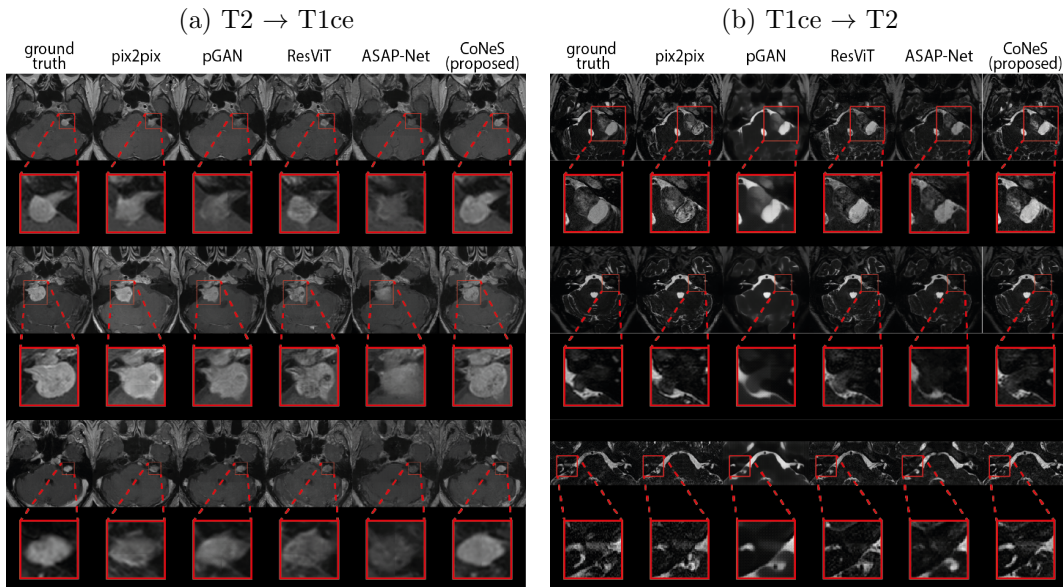 (a) T2 → T1ce
ground truth
pix2pix
pGAN
ResViT
ASAP-Net
CoNeS (proposed)
(b) T1ce → T2
ground truth
pix2pix
pGAN
ResViT
ASAP-Net
CoNeS (proposed)